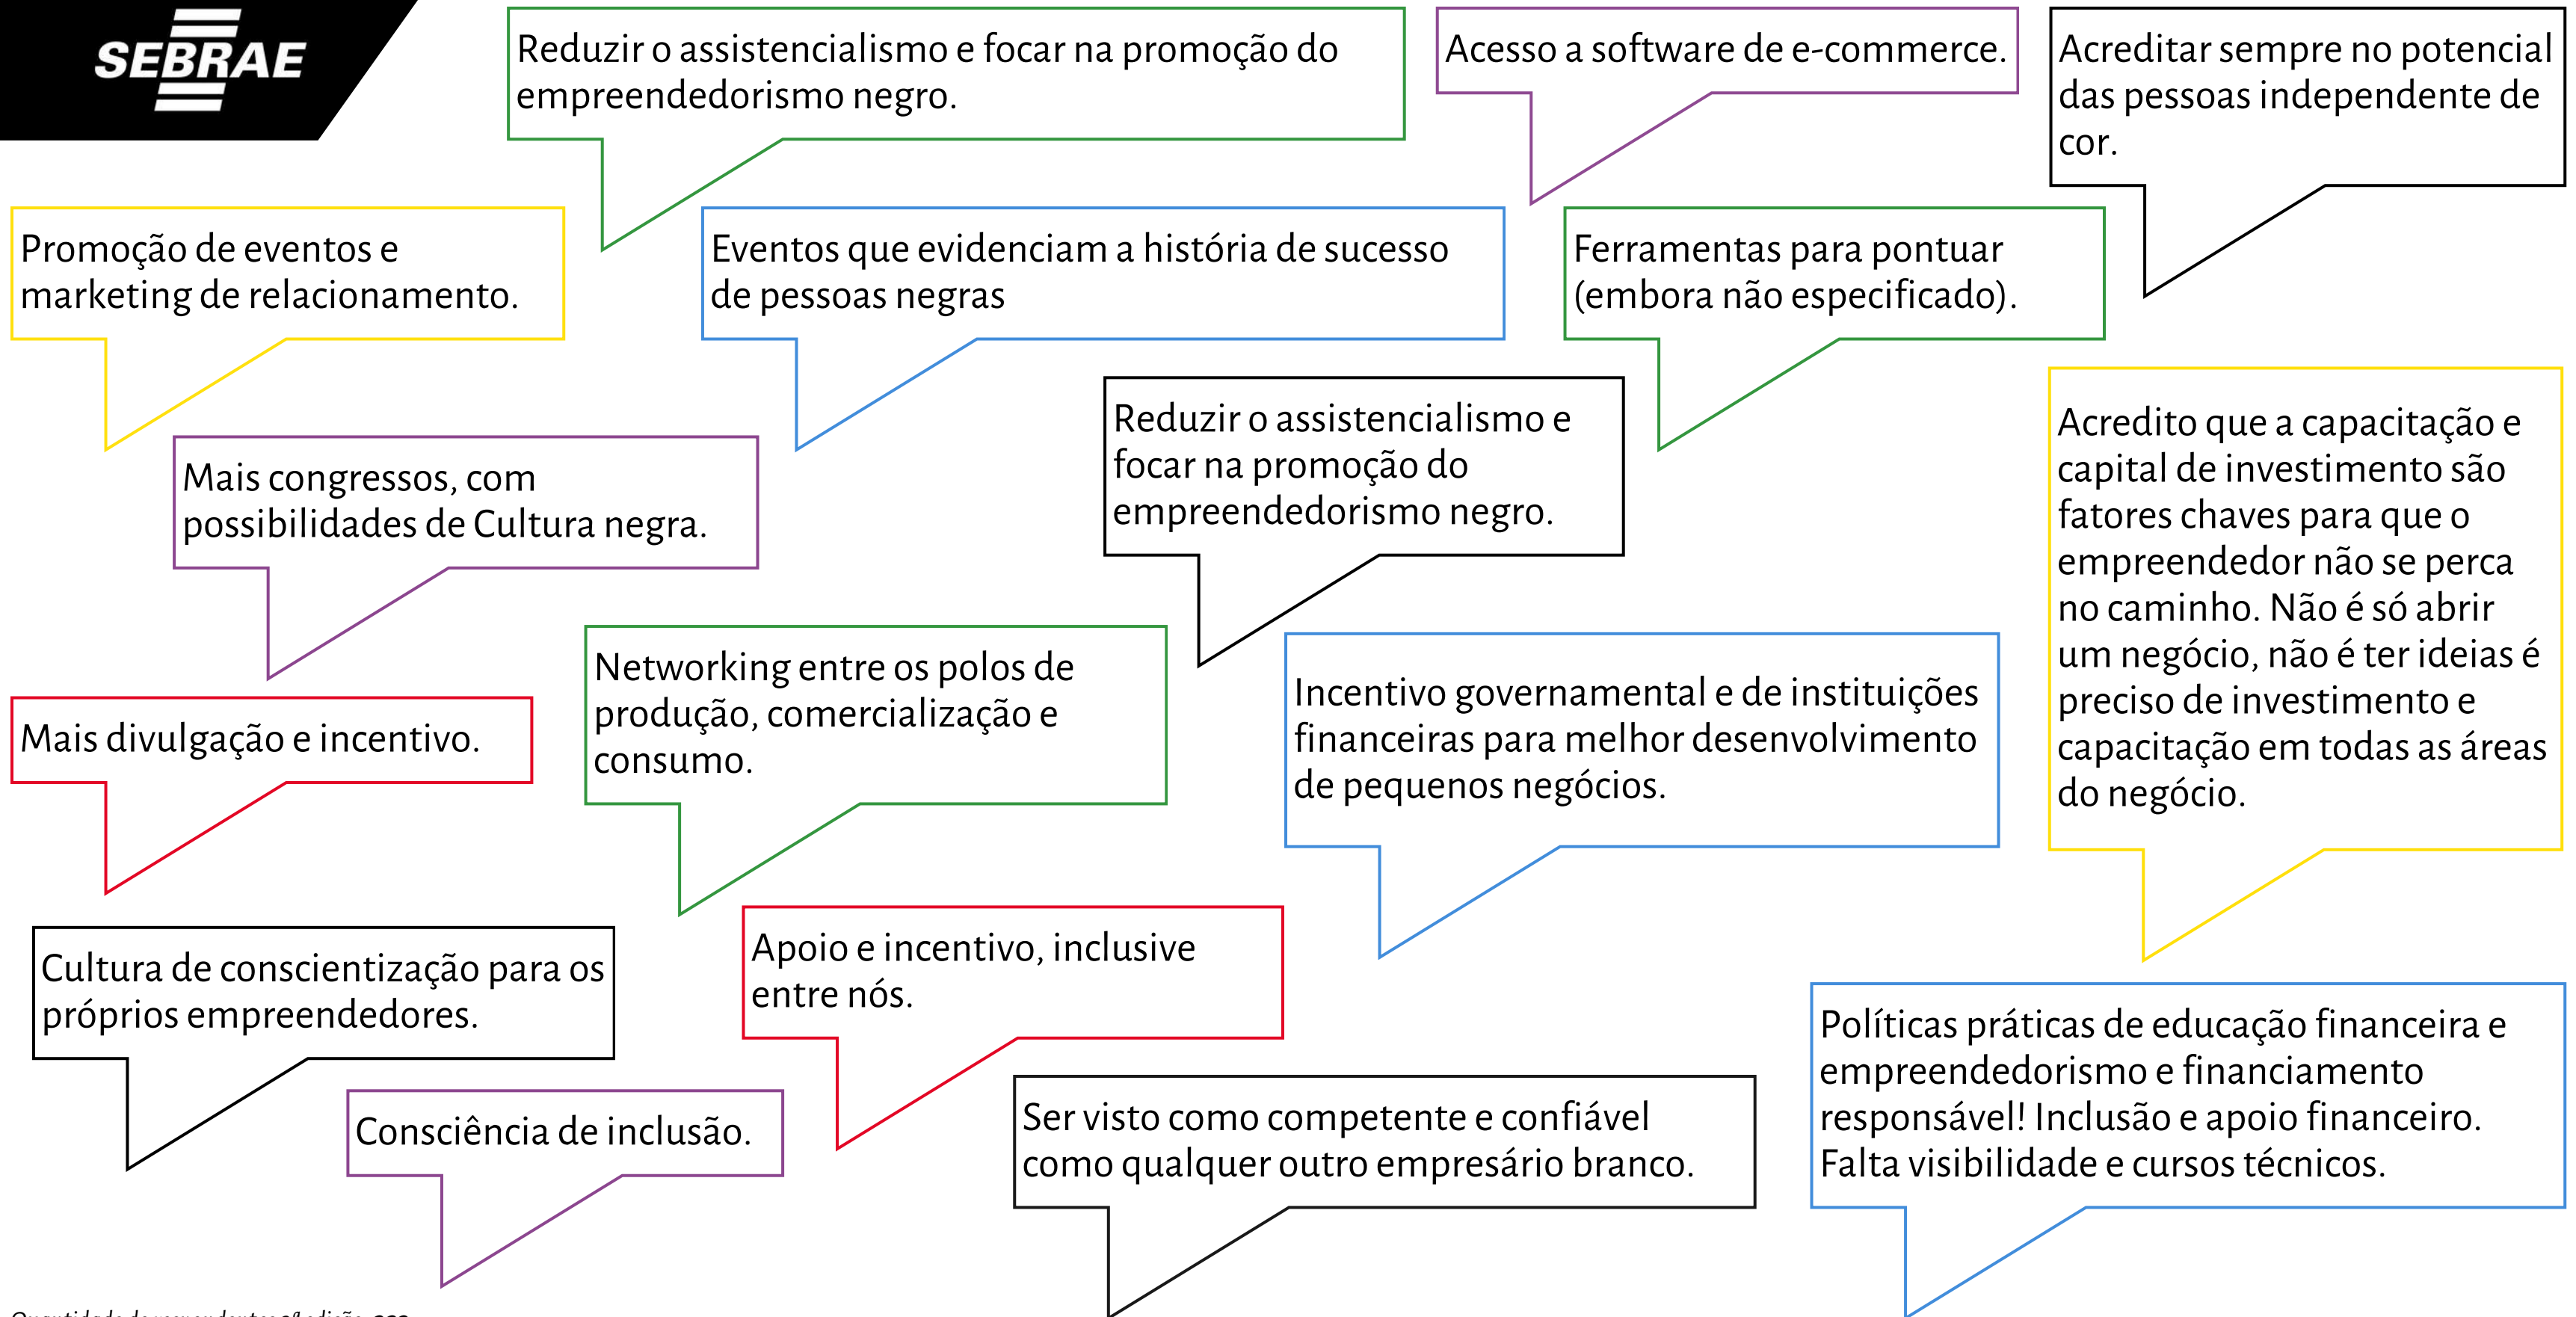 SEBRAE
Reduzir o assistencialismo e focar na promoção do
empreendedorismo negro.
Acesso a software de e-commerce.
Acreditar sempre no potencial
das pessoas independente de
cor.
Promoção de eventos e
marketing de relacionamento.
Eventos que evidenciam a história de sucesso
de pessoas negras
Ferramentas para pontuar
(embora não especificado).
Reduzir o assistencialismo e
focar na promoção do
empreendedorismo negro.
Acredito que a capacitação e
capital de investimento são
fatores chaves para que o
empreendedor não se perca
no caminho. Não é só abrir
um negócio, não é ter ideias é
preciso de investimento e
capacitação em todas as áreas
do negócio.
Mais congressos, com
possibilidades de Cultura negra.
Networking entre os polos de
produção, comercialização e
consumo.
Incentivo governamental e de instituições
financeiras para melhor desenvolvimento
de pequenos negócios.
Mais divulgação e incentivo.
Cultura de conscientização para os
próprios empreendedores.
Apoio e incentivo, inclusive
entre nós.
Políticas práticas de educação financeira e
empreendedorismo e financiamento
responsável! Inclusão e apoio financeiro.
Falta visibilidade e cursos técnicos.
Consciência de inclusão.
Ser visto como competente e confiável
como qualquer outro empresário branco.